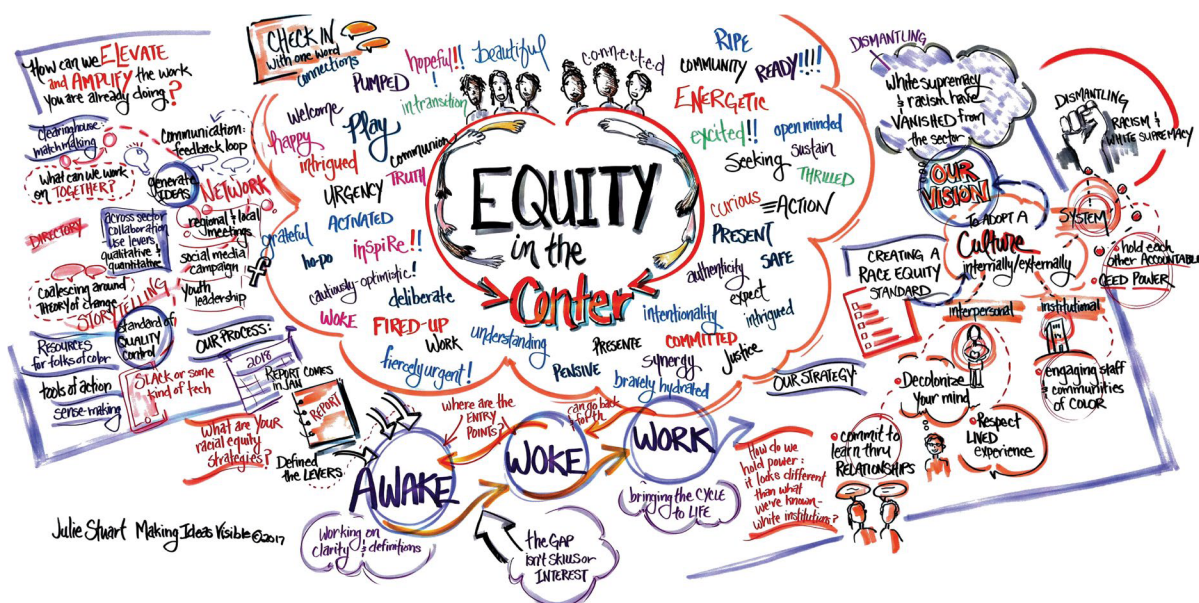 How can we ELEVATE
and AMPLIFY the work
you are already doing?
Clearinghouse:
matchmaking
Communication:
feedback loop
What can we work
on TOGETHER?
generate
IDEAS
NETWORK
DIRECTORY
across sector
collaboration
use levers,
qualitative &
quantitative
regional & local
meetings
social media
campaign
youth
leadership
Coalescing around
THEORY of change
STORYTELLING
standard of
QUALITY
control
RESOURCES
for folks of color
tools of action
sense-making
OUR PROCESS:
SLACK or some
kind of tech
2018
REPORT COMES
in JAN
REPORT
What are YOUR
racial equity
strategies?
Defined
the LEVERS
Julie Stuart Making Ideas Visible ©2017
CHECK IN
with one word
connections
PUMPED
hopeful!!
beautiful
connected
RIPE
COMMUNITY
READY!!!!
Welcome
in transition
ENERGETIC
happy
Play
excited!!
open minded
intrigued
communion
seeking
sustain
TRUTH
THRILLED
URGENCY
curious
ACTION
ACTIVATED
PRESENT
grateful
inspire!!
ho-po
SAFE
cautiously-optimistic!
authenticity
expect
deliberate
intentionality
intrigued
WOKE
FIRED-UP
WORK
understanding
PRESENTE
COMMITTED
synergy
Justice
fiercely urgent!
PENSIVE
bravely hydrated
EQUITY
in the
Center
AWAKE
WOKE
WORK
where are the
ENTRY
POINTS?
can go back
& forth
working on
clarity & definitions
the GAP
isn't SKILLS or
INTEREST
bringing the CYCLE
to LIFE
OUR STRATEGY
How do we
hold power:
it looks different
than what
we've known-
white institutions?
DISMANTLING
white supremacy
& racism have
VANISHED from
the sector
DISMANTLING
RACISM &
WHITE SUPREMACY
OUR
VISION
TO ADOPT A
Culture
internally/externally
SYSTEM
hold each
other ACCOUNTABLE
CEED POWER
CREATING A
RACE EQUITY
STANDARD
interpersonal
institutional
Decolonize
your mind
engaging staff
& communities
of COLOR
commit to
learn thru
RELATIONSHIPS
Respect
LIVED
experience